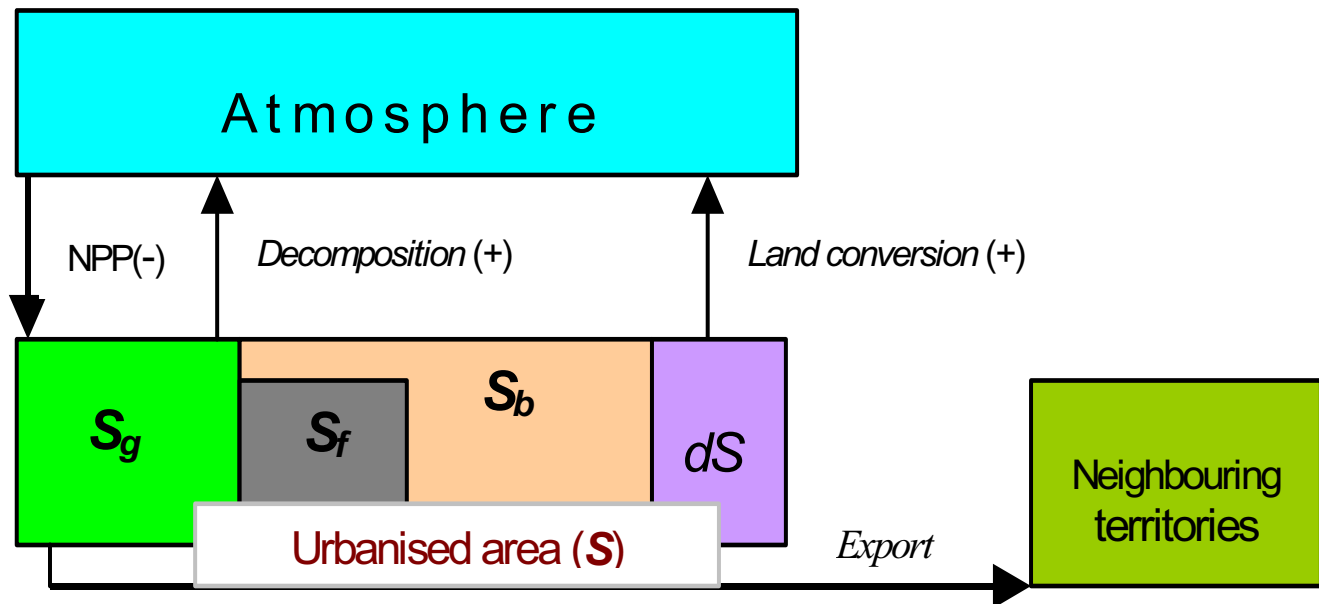 Atmosphere
NPP(-)
Decomposition (+)
Land conversion (+)
Sg
Sf
Sb
dS
Urbanised area (S)
Export
Neighbouring
territories